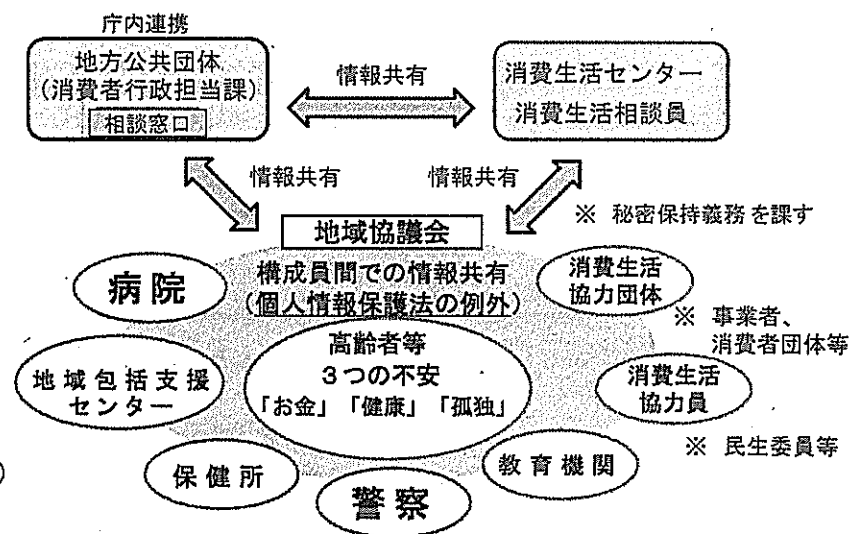 庁内連携
地方公共団体
(消費者行政担当課)
相談窓口
情報共有
消費生活センター
消費生活相談員
情報共有
情報共有
※ 秘密保持義務を課す
地域協議会
構成員間での情報共有
(個人情報保護法の例外)
病院
消費生活
協力団体
※ 事業者、
消費者団体等
高齢者等
3つの不安
「お金」「健康」「孤独」
地域包括支援
センター
消費生活
協力員
※ 民生委員等
保健所
教育機関
警察
)